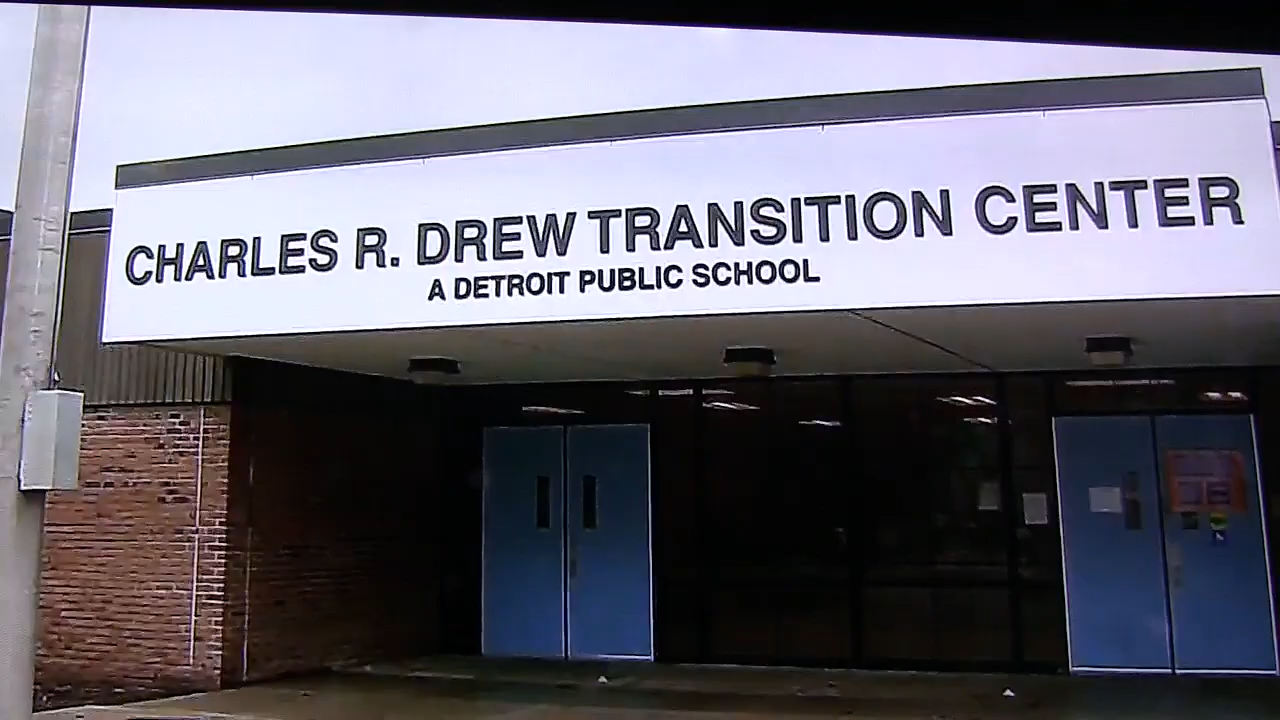 CHARLES R. DREW TRANSITION CENTER
A DETROIT PUBLIC SCHOOL